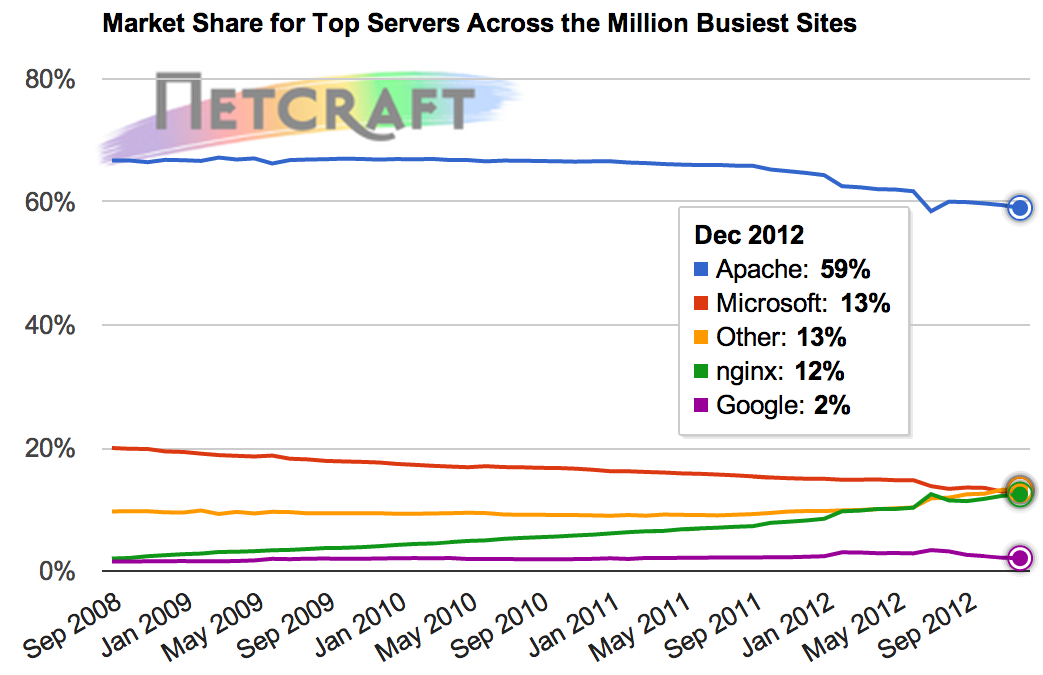 Market Share for Top Servers Across the Million Busiest Sites
80%
NETCRAFT
60%
Dec 2012
Apache: 59%
Microsoft: 13%
Other: 13%
nginx: 12%
Google: 2%
40%
20%
0%
Sep 2008
Jan 2009
May 2009
Sep 2009
Jan 2010
May 2010
Sep 2010
Jan 2011
May 2011
Sep 2011
Jan 2012
May 2012
Sep 2012